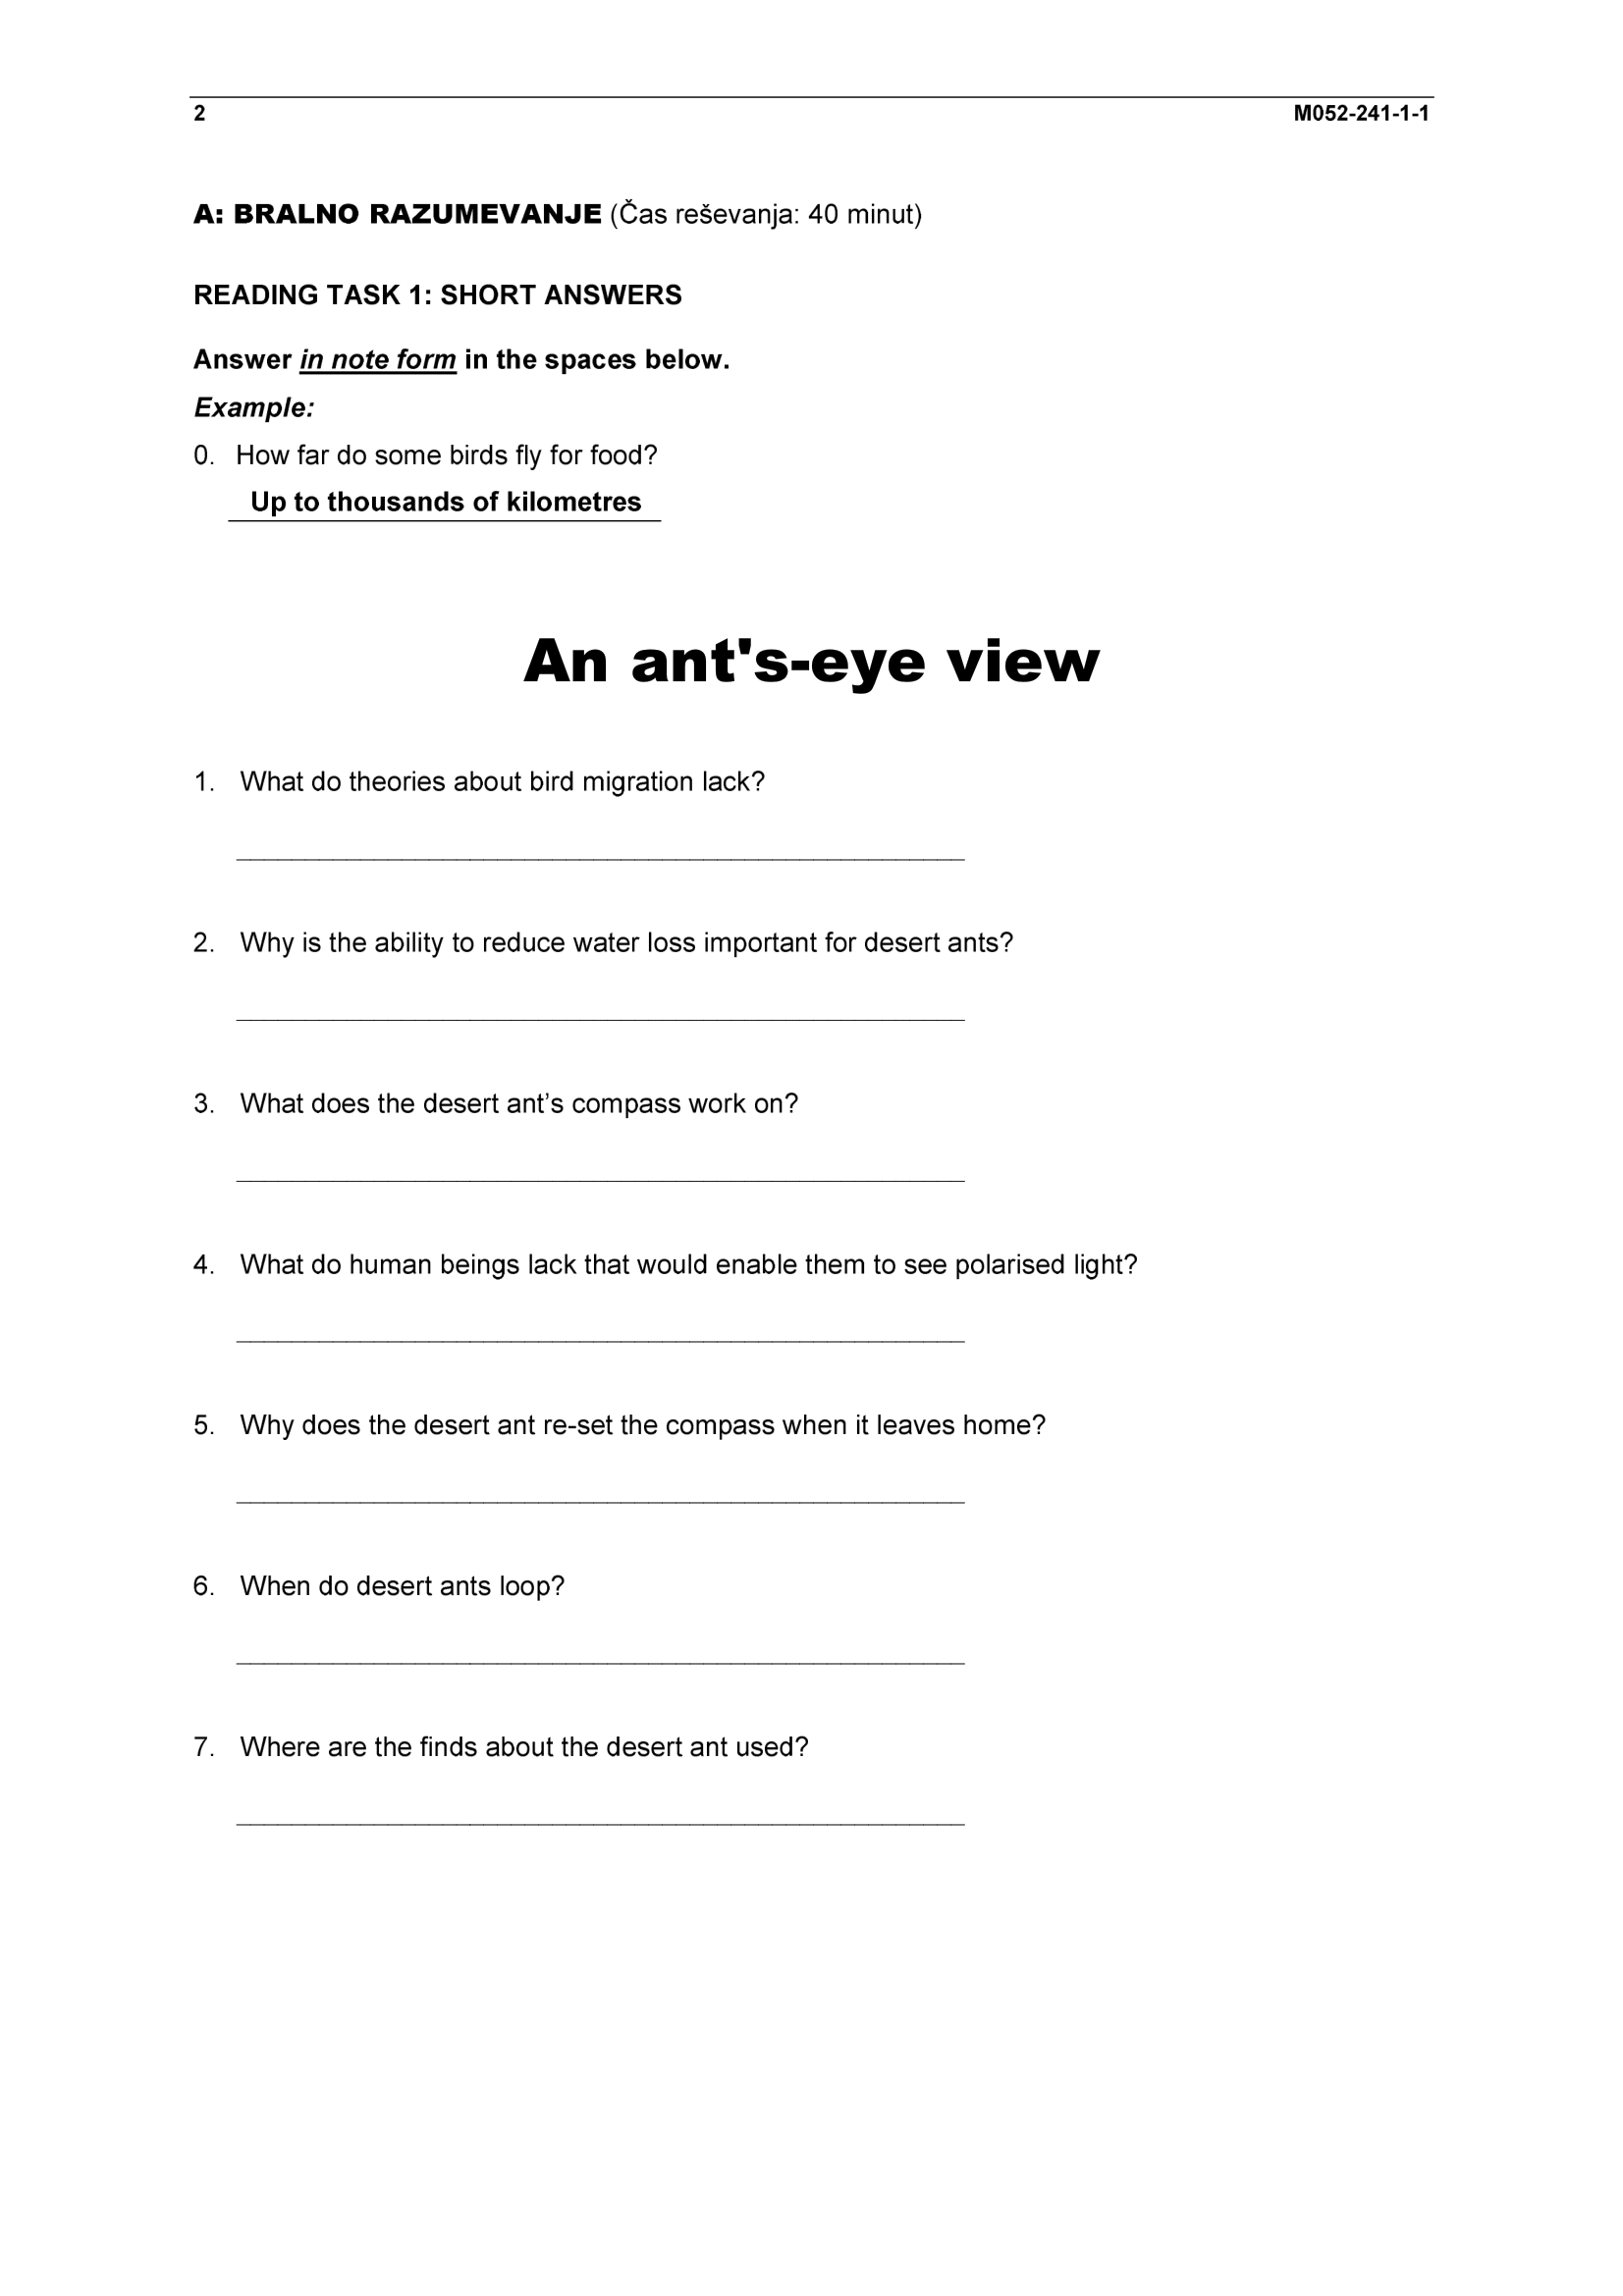 2 M052-241-1-1
A: BRALNO RAZUMEVANJE (Čas reševanja: 40 minut)
READING TASK 1: SHORT ANSWERS
Answer in note form in the spaces below.
Example:
0. How far do some birds fly for food?
Up to thousands of kilometres
An ant's-eye view
1. What do theories about bird migration lack?
2. Why is the ability to reduce water loss important for desert ants?
3. What does the desert ant’s compass work on?
4. What do human beings lack that would enable them to see polarised light?
5. Why does the desert ant re-set the compass when it leaves home?
6. When do desert ants loop?
7. Where are the finds about the desert ant used?